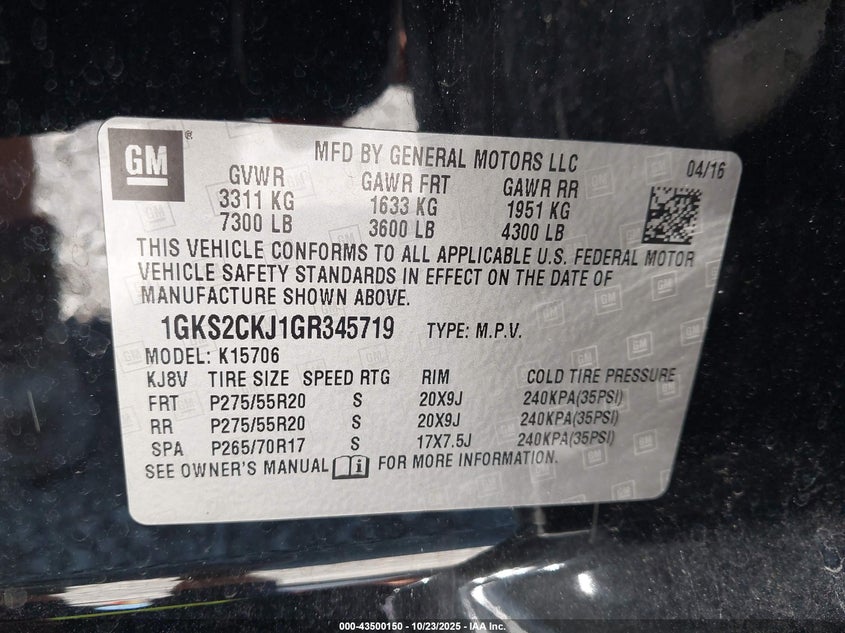 GM ®
MFD BY GENERAL MOTORS LLC
04/16
GVWR GAWR FRT GAWR RR
3311 KG 1633 KG 1951 KG
7300 LB 3600 LB 4300 LB
THIS VEHICLE CONFORMS TO ALL APPLICABLE U.S. FEDERAL MOTOR
VEHICLE SAFETY STANDARDS IN EFFECT ON THE DATE OF
MANUFACTURE SHOWN ABOVE.
1GKS2CKJ1GR345719 TYPE: M.P.V.
MODEL: K15706
KJ8V TIRE SIZE SPEED RTG RIM COLD TIRE PRESSURE
FRT P275/55R20 S 20X9J 240KPA(35PSI)
RR P275/55R20 S 20X9J 240KPA(35PSI)
SPA P265/70R17 S 17X7.5J 240KPA(35PSI)
SEE OWNER'S MANUAL FOR MORE INFORMATION.
000-43500150 - 10/23/2025 - IAA Inc.